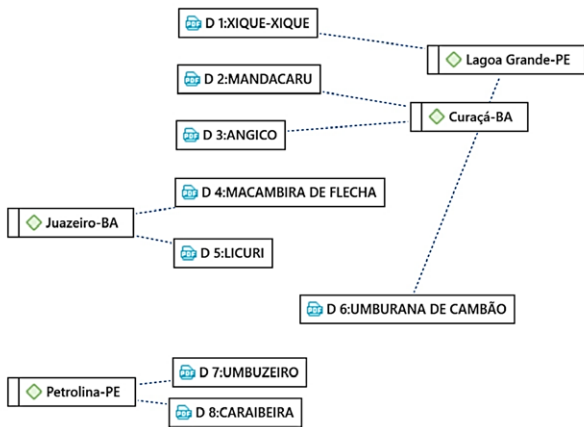 D 1:XIQUE-XIQUE
Lagoa Grande-PE
D 2:MANDACARU
Curaçá-BA
D 3:ANGICO
D 4:MACAMBIRA DE FLECHA
Juazeiro-BA
D 5:LICURI
D 6:UMBURANA DE CAMBÃO
D 7:UMBUZEIRO
Petrolina-PE
D 8:CARAIBEIRA